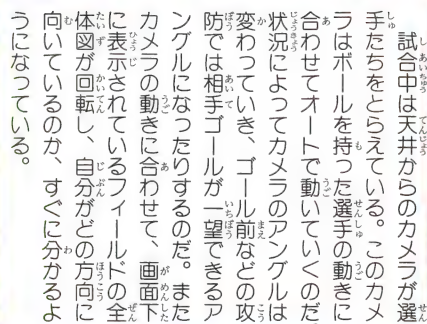 試合中は天井からのカメラが選
手たちをとらえている。このカメ
ラはボールを持った選手の動きに
合わせてオートで動いていくのだ
状況によってカメラのアングルは
変わっていき、ゴール前などの攻
防では相手ゴールが一望できるア
ングルになったりするのだ。また
カメラの動きに合わせて、画面下
に表示されているフィールドの全
体図が回転し、自分がどの方向に
向いているのか、すぐに分かるよ
うになっている。